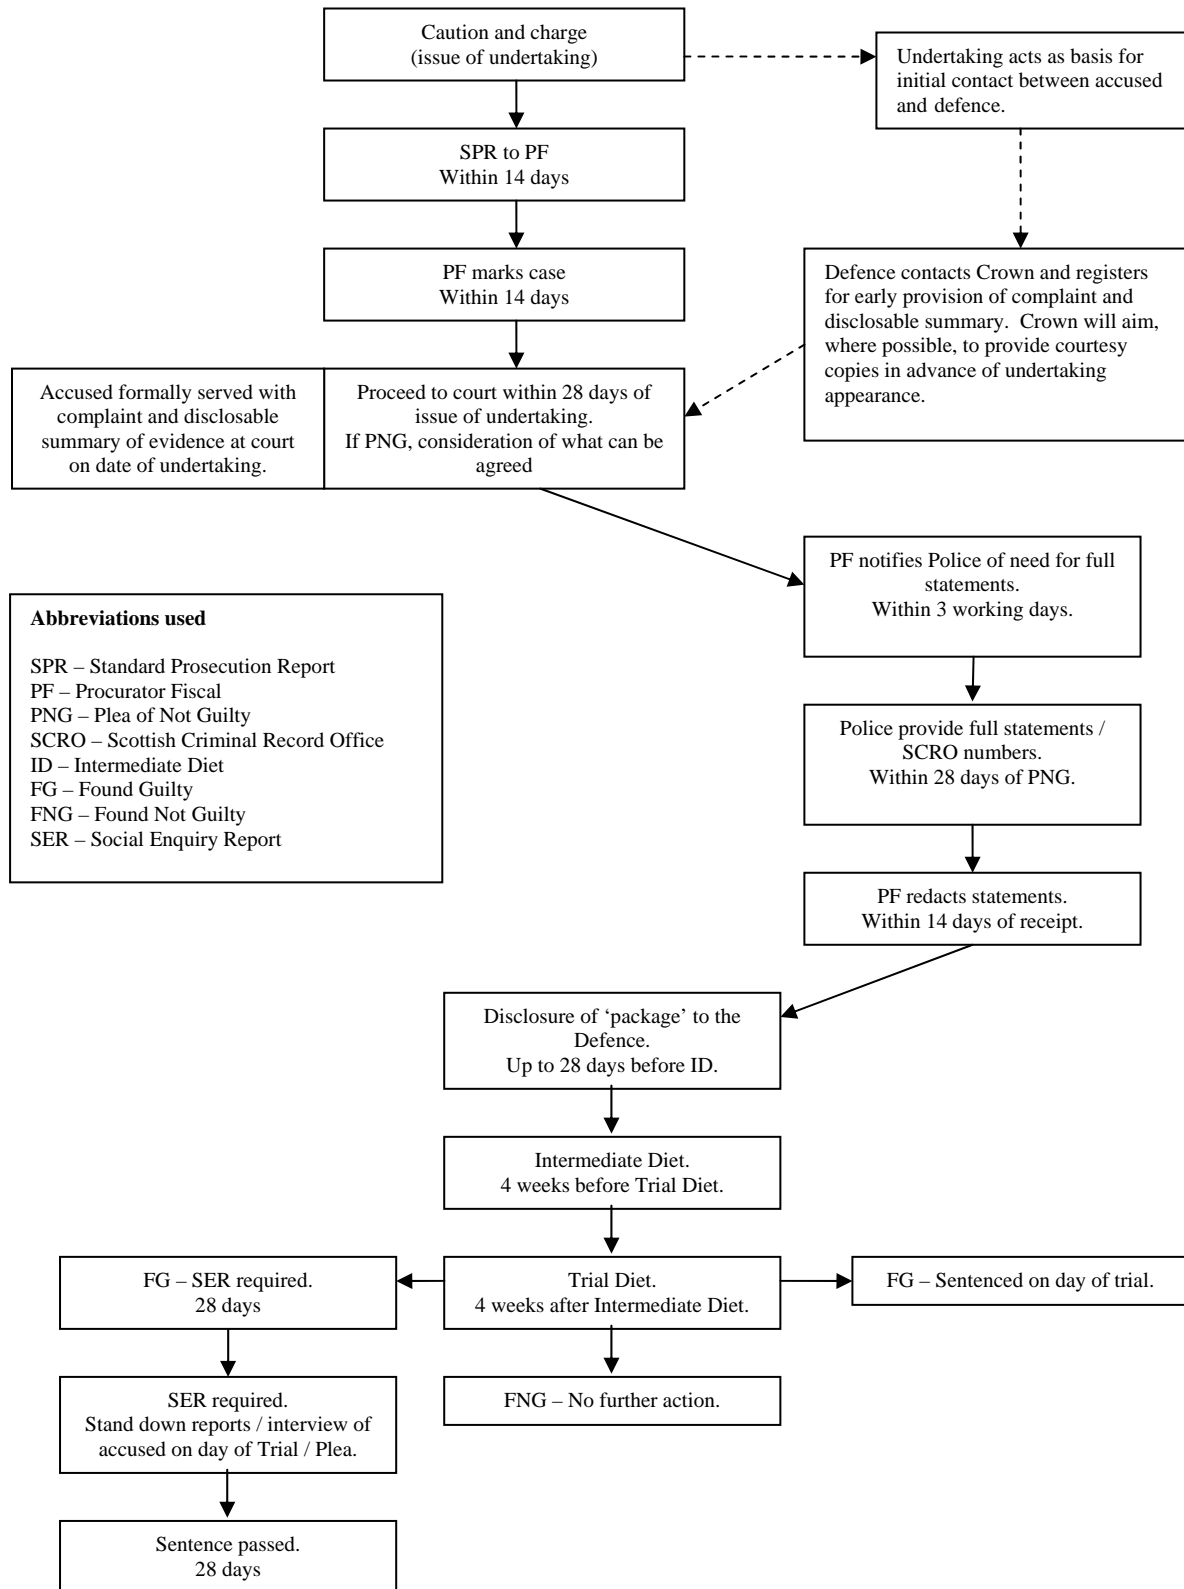 Caution and charge
(issue of undertaking)
Undertaking acts as basis for
initial contact between accused
and defence.
SPR to PF
Within 14 days
PF marks case
Within 14 days
Defence contacts Crown and registers
for early provision of complaint and
disclosable summary.  Crown will aim,
where possible, to provide courtesy
copies in advance of undertaking
appearance.
Accused formally served with
complaint and disclosable
summary of evidence at court
on date of undertaking.
Proceed to court within 28 days of
issue of undertaking.
If PNG, consideration of what can be
agreed
PF notifies Police of need for full
statements.
Within 3 working days.
Abbreviations used
SPR – Standard Prosecution Report
PF – Procurator Fiscal
PNG – Plea of Not Guilty
SCRO – Scottish Criminal Record Office
ID – Intermediate Diet
FG – Found Guilty
FNG – Found Not Guilty
SER – Social Enquiry Report
Police provide full statements /
SCRO numbers.
Within 28 days of PNG.
PF redacts statements.
Within 14 days of receipt.
Disclosure of ‘package’ to the
Defence.
Up to 28 days before ID.
Intermediate Diet.
4 weeks before Trial Diet.
FG – SER required.
28 days
Trial Diet.
4 weeks after Intermediate Diet.
FG – Sentenced on day of trial.
SER required.
Stand down reports / interview of
accused on day of Trial / Plea.
FNG – No further action.
Sentence passed.
28 days